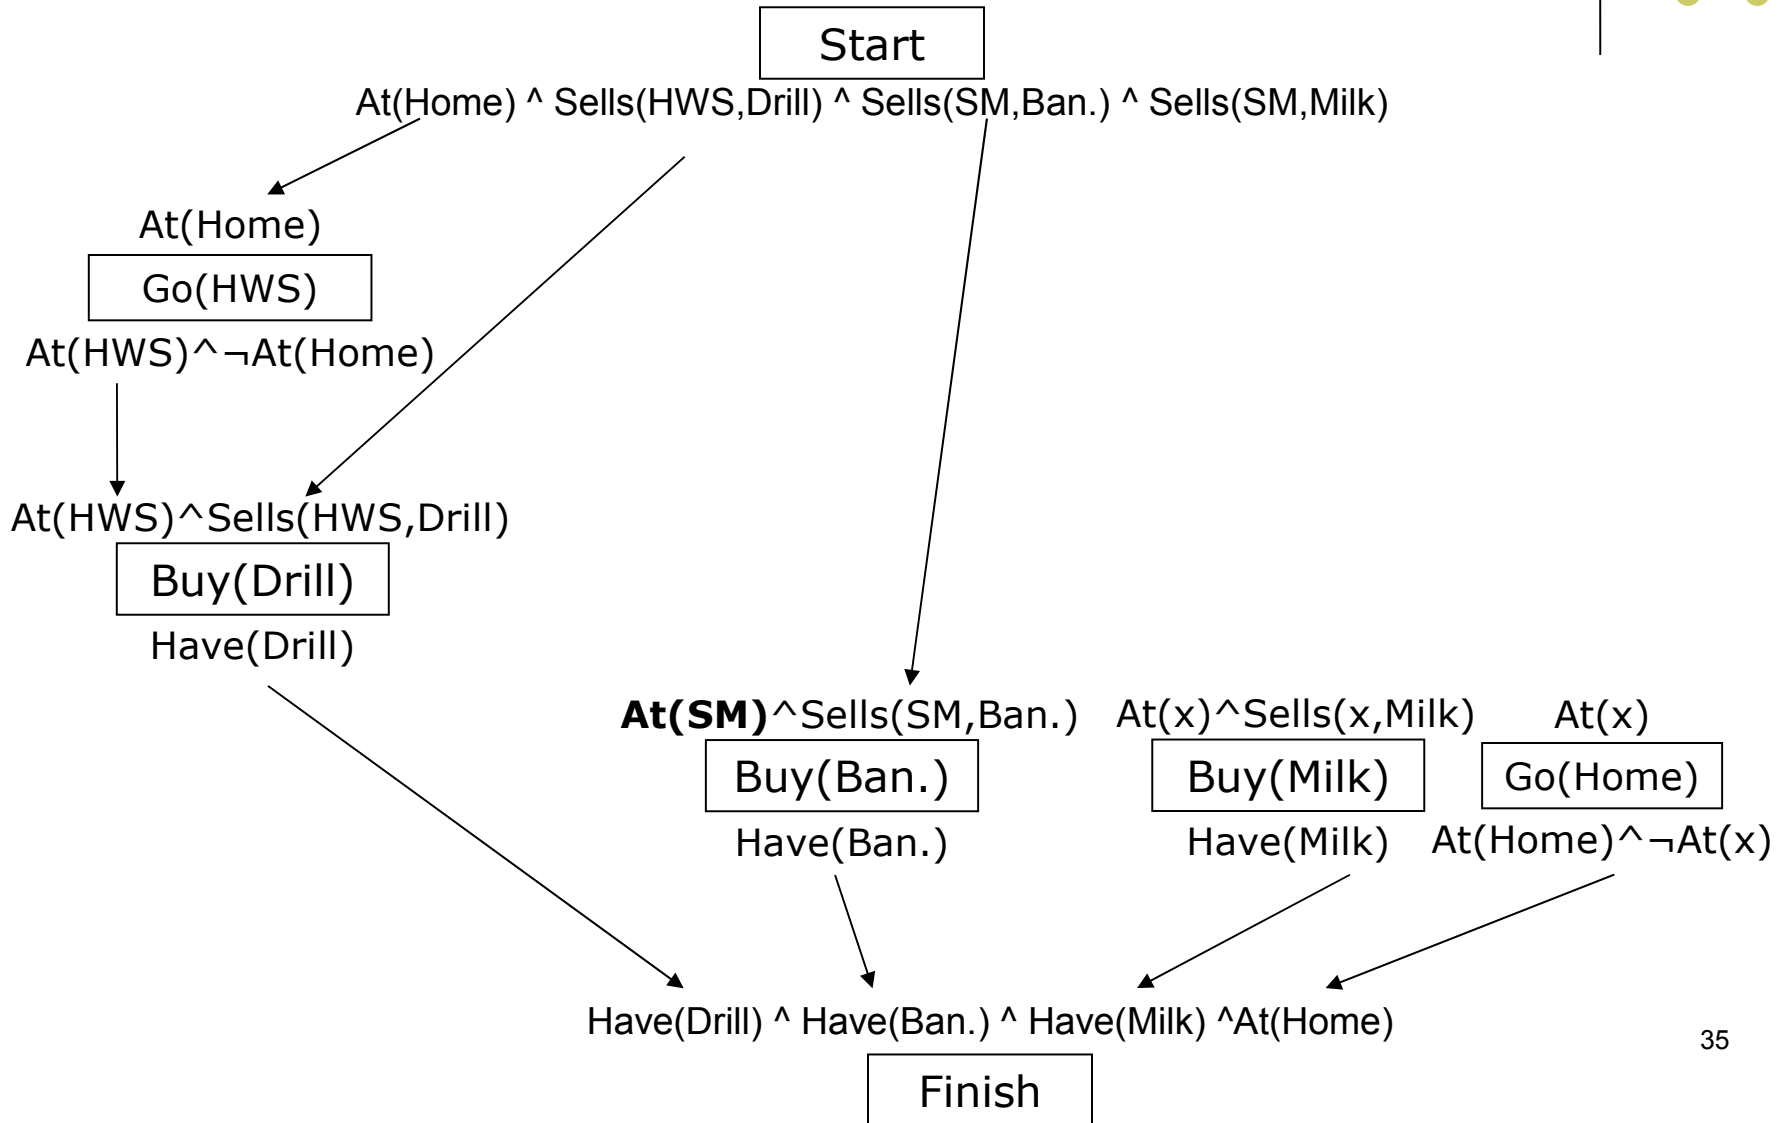 Start
At(Home) ^ Sells(HWS,Drill) ^ Sells(SM,Ban.) ^ Sells(SM,Milk)
At(Home)
Go(HWS)
At(HWS)^¬At(Home)
At(HWS)^Sells(HWS,Drill)
Buy(Drill)
Have(Drill)
At(SM)^Sells(SM,Ban.)
Buy(Ban.)
Have(Ban.)
At(x)^Sells(x,Milk)
Buy(Milk)
Have(Milk)
At(x)
Go(Home)
At(Home)^¬At(x)
Have(Drill) ^ Have(Ban.) ^ Have(Milk) ^At(Home)
Finish
35